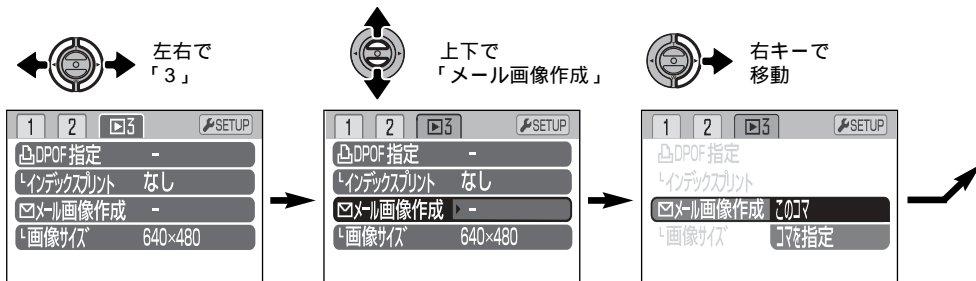 左右で
「3」
上下で
「メール画像作成」
右キーで
移動
1 2 3 SETUP
DPOF指定 -
インデックスプリント なし
メール画像作成 -
画像サイズ 640×480
1 2 3 SETUP
DPOF指定 -
インデックスプリント なし
メール画像作成 -
画像サイズ 640×480
1 2 3 SETUP
DPOF指定
インデックスプリント
メール画像作成 このコマ
画像サイズ コマを指定